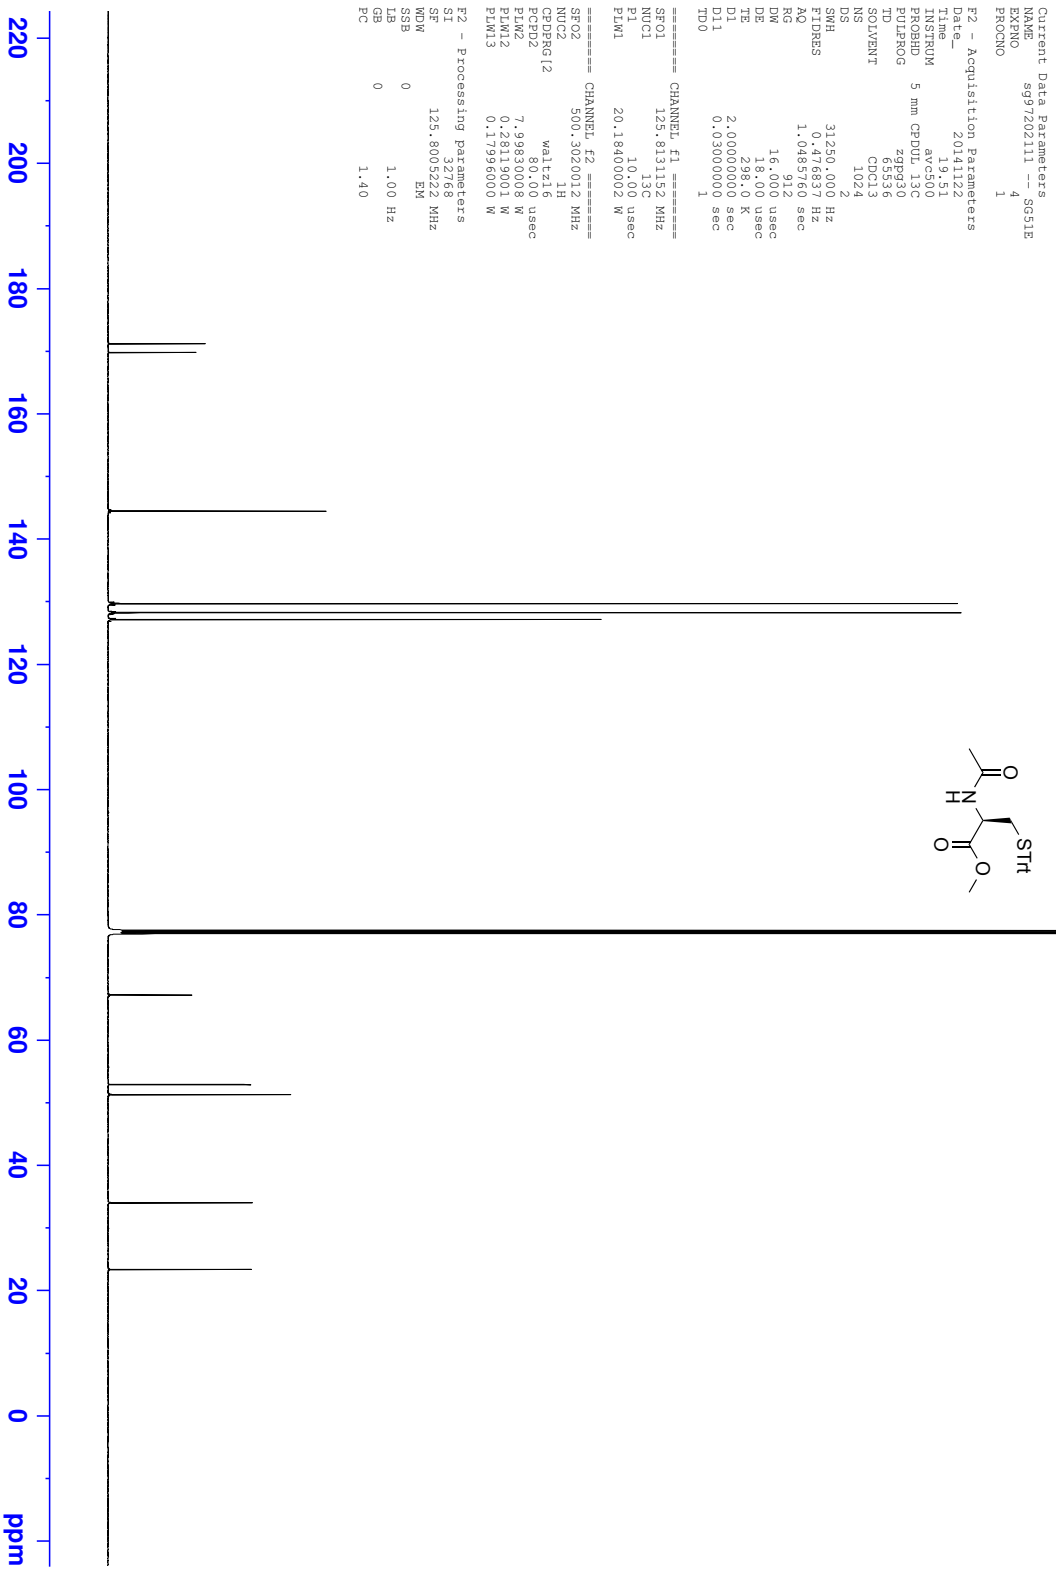 Current Data Parameters
NAME sg97202111 -- SG51E
EXPNO 4
PROCNO 1
F2 - Acquisition Parameters
Date_ 20141122
Time 19.51
INSTRUM avc500
PROBHD 5 mm CPDUL 13C
PULPROG zgpg30
TD 65536
SOLVENT CDCl3
NS 1024
DS 2
SWH 31250.000 Hz
FIDRES 0.476837 Hz
AQ 1.0485760 sec
RG 912
DW 16.000 usec
DE 18.00 usec
TE 298.0 K
D1 2.00000000 sec
D11 0.03000000 sec
TD0 1
======== CHANNEL f1 ========
SFO1 125.8131152 MHz
NUC1 13C
P1 10.00 usec
PLW1 20.18400002 W
======== CHANNEL f2 ========
SFO2 500.3020012 MHz
NUC2 1H
CPDPRG[2 waltz16
PCPD2 80.00 usec
PLW2 7.99830008 W
PLW12 0.28119001 W
PLW13 0.17996000 W
F2 - Processing parameters
SI 32768
SF 125.8005222 MHz
WDW EM
SSB 0
LB 1.00 Hz
GB 0
PC 1.40
O
N
H
STrt
O
O
220 200 180 160 140 120 100 80 60 40 20 0 ppm